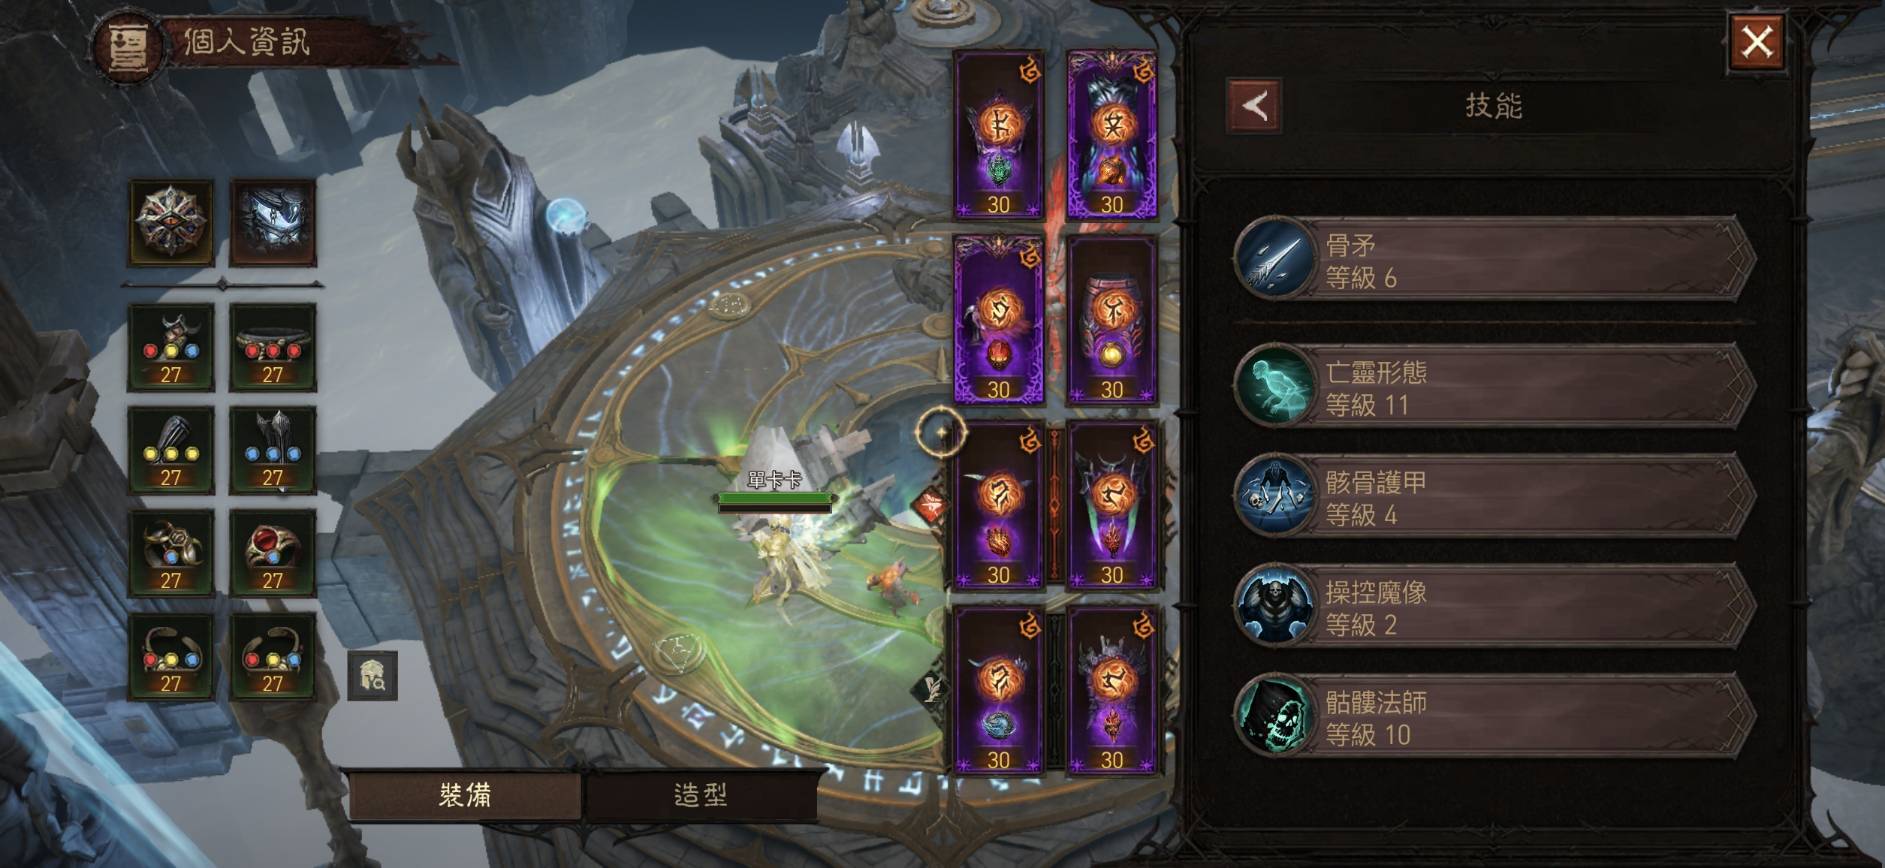 個人資訊
27
27
27
27
27
27
27
27
裝備
造型
單卡卡
30
30
30
30
30
30
30
30
技能
骨矛
等級 6
亡靈形態
等級 11
骸骨護甲
等級 4
操控魔像
等級 2
骷髏法師
等級 10